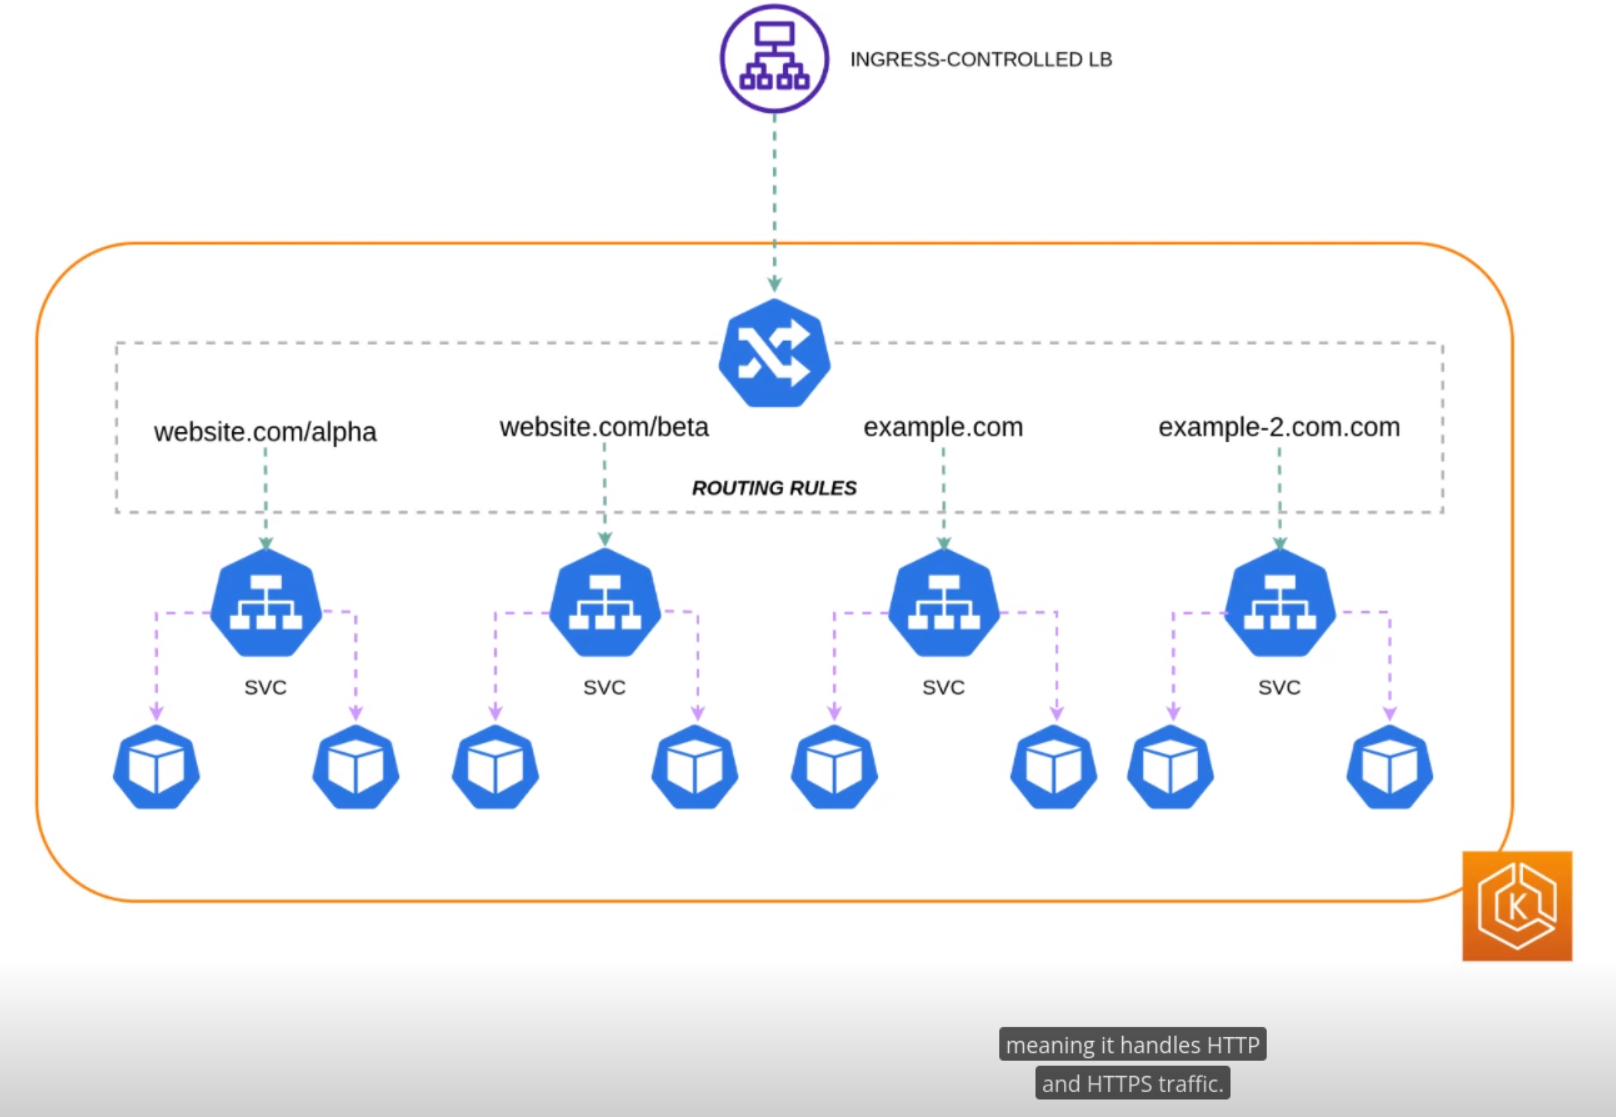 INGRESS-CONTROLLED LB
website.com/alpha
website.com/beta
example.com
example-2.com.com
ROUTING RULES
SVC
SVC
SVC
SVC
K
meaning it handles HTTP
and HTTPS traffic.